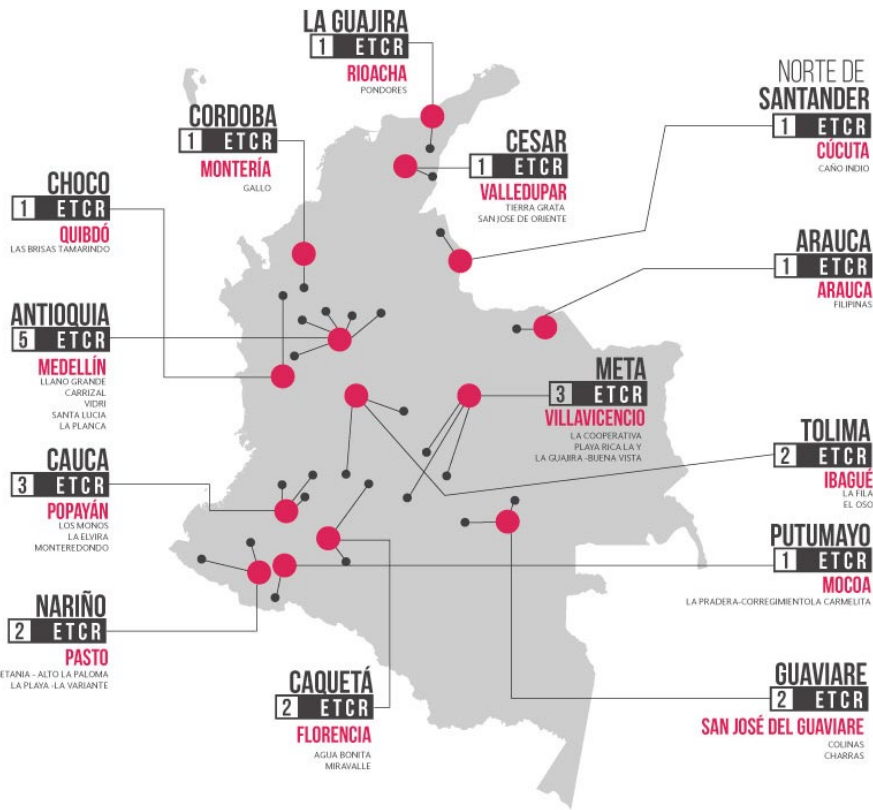 LA GUAJIRA
1 ETCR
RIOACHA
PONDORES
NORTE DE
SANTANDER
1 ETCR
CÚCUTA
CAÑO INDIO
CORDOBA
1 ETCR
MONTERÍA
GALLO
CESAR
1 ETCR
VALLEDUPAR
TIERRA GRATA
SAN JOSE DE ORIENTE
CHOCO
1 ETCR
QUIBDÓ
LAS BRISAS TAMARINDO
ARAUCA
1 ETCR
ARAUCA
FILIPINAS
ANTIOQUIA
5 ETCR
MEDELLÍN
LLANO GRANDE
CARRIZAL
VIDRI
SANTA LUCIA
LA PLANCA
META
3 ETCR
VILLAVICENCIO
LA COOPERATIVA
PLAYA RICA LA Y
LA GUAJIRA -BUENA VISTA
TOLIMA
2 ETCR
IBAGUÉ
LA FILA
EL OSO
CAUCA
3 ETCR
POPAYÁN
LOS MONOS
LA ELVIRA
MONTEREDONDO
PUTUMAYO
1 ETCR
MOCOA
LA PRADERA-CORREGIMIENTOLA CARMELITA
NARIÑO
2 ETCR
PASTO
ETANIA - ALTO LA PALOMA
LA PLAYA -LA VARIANTE
CAQUETÁ
2 ETCR
FLORENCIA
AGUA BONITA
MIRAVALLE
GUAVIARE
2 ETCR
SAN JOSÉ DEL GUAVIARE
COLINAS
CHARRAS